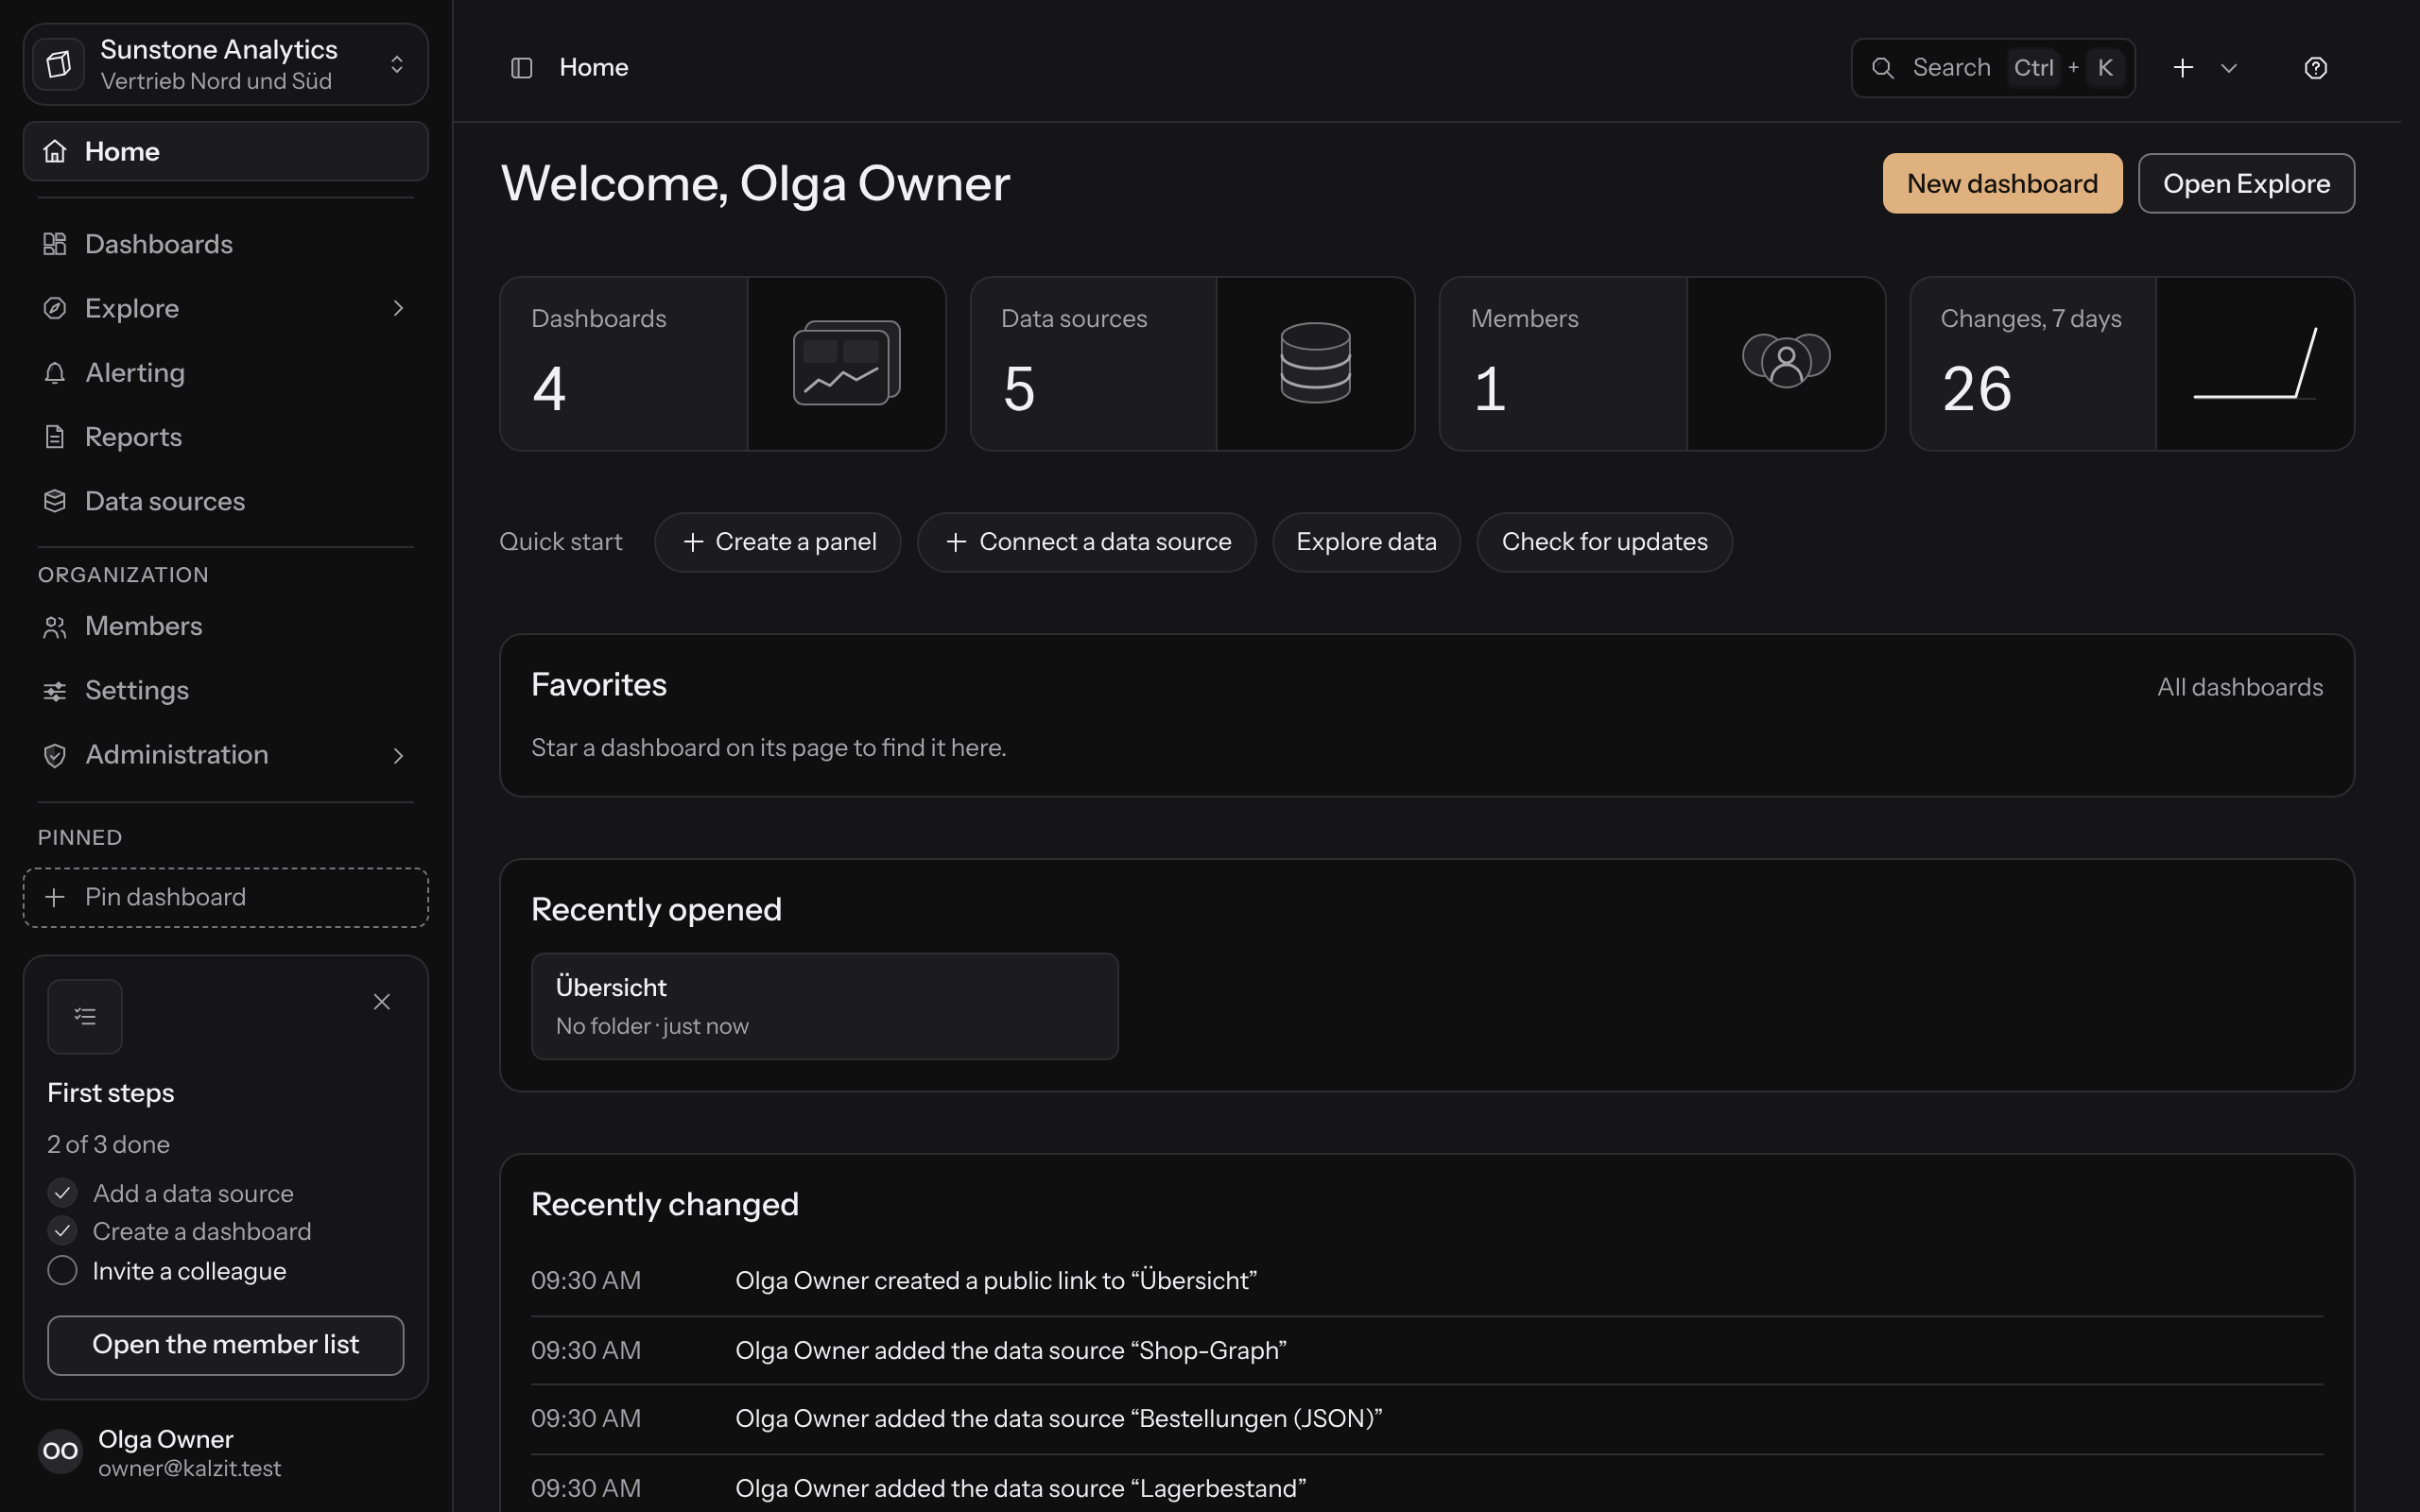 Sunstone Analytics
Vertrieb Nord und Süd
Home
Dashboards
Explore
Alerting
Reports
Data sources
ORGANIZATION
Members
Settings
Administration
PINNED
Pin dashboard
First steps
2 of 3 done
Add a data source
Create a dashboard
Invite a colleague
Open the member list
OO
Olga Owner
owner@kalzit.test
Home
Search Ctrl + K
Welcome, Olga Owner
New dashboard
Open Explore
Dashboards
4
Data sources
5
Members
1
Changes, 7 days
26
Quick start
Create a panel
Connect a data source
Explore data
Check for updates
Favorites
All dashboards
Star a dashboard on its page to find it here.
Recently opened
Übersicht
No folder · just now
Recently changed
09:30 AM Olga Owner created a public link to “Übersicht”
09:30 AM Olga Owner added the data source “Shop-Graph”
09:30 AM Olga Owner added the data source “Bestellungen (JSON)”
09:30 AM Olga Owner added the data source “Lagerbestand”